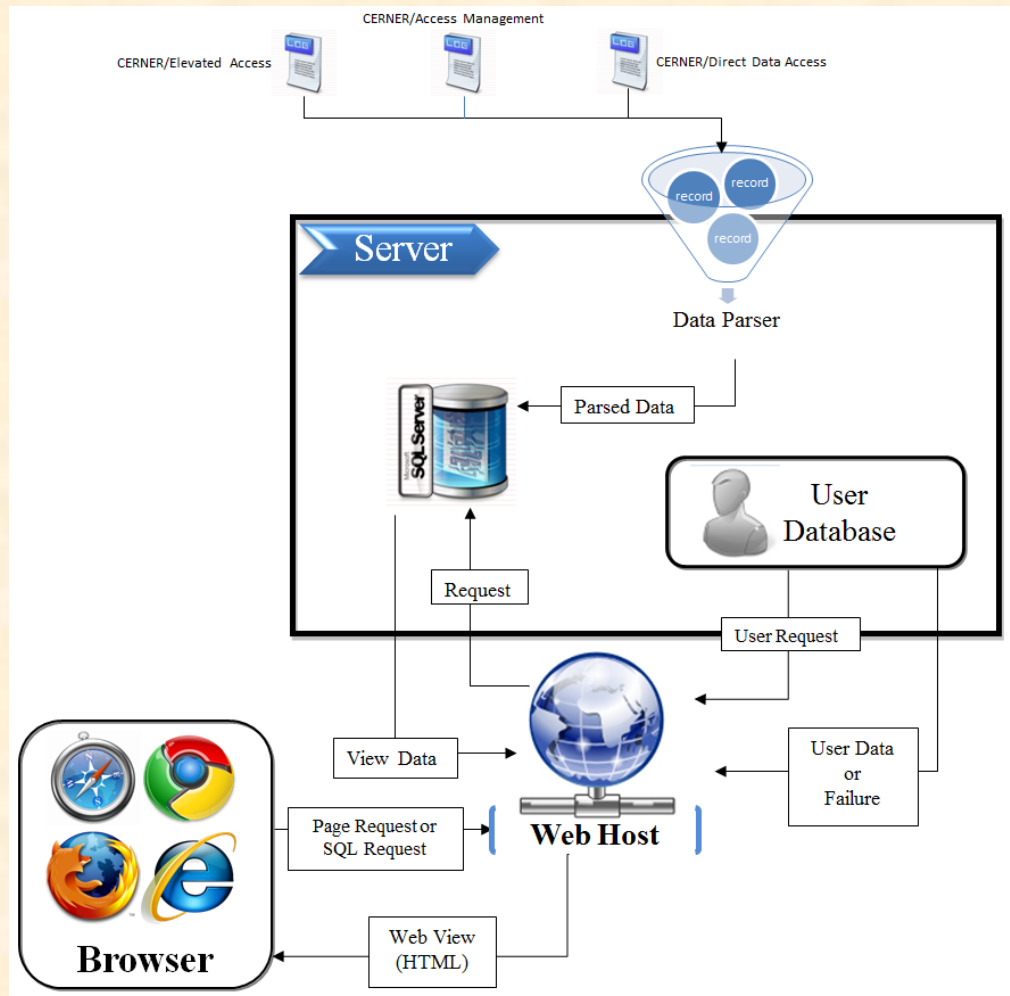 CERNER/Access Management
CERNER/Elevated Access
CERNER/Direct Data Access
LOG
LOG
LOG
record
record
record
Server
Data Parser
Parsed Data
Microsoft
SQL Server
User
Database
Request
User Request
View Data
User Data
or
Failure
Page Request or
SQL Request
Web Host
Web View
(HTML)
N
S
Browser